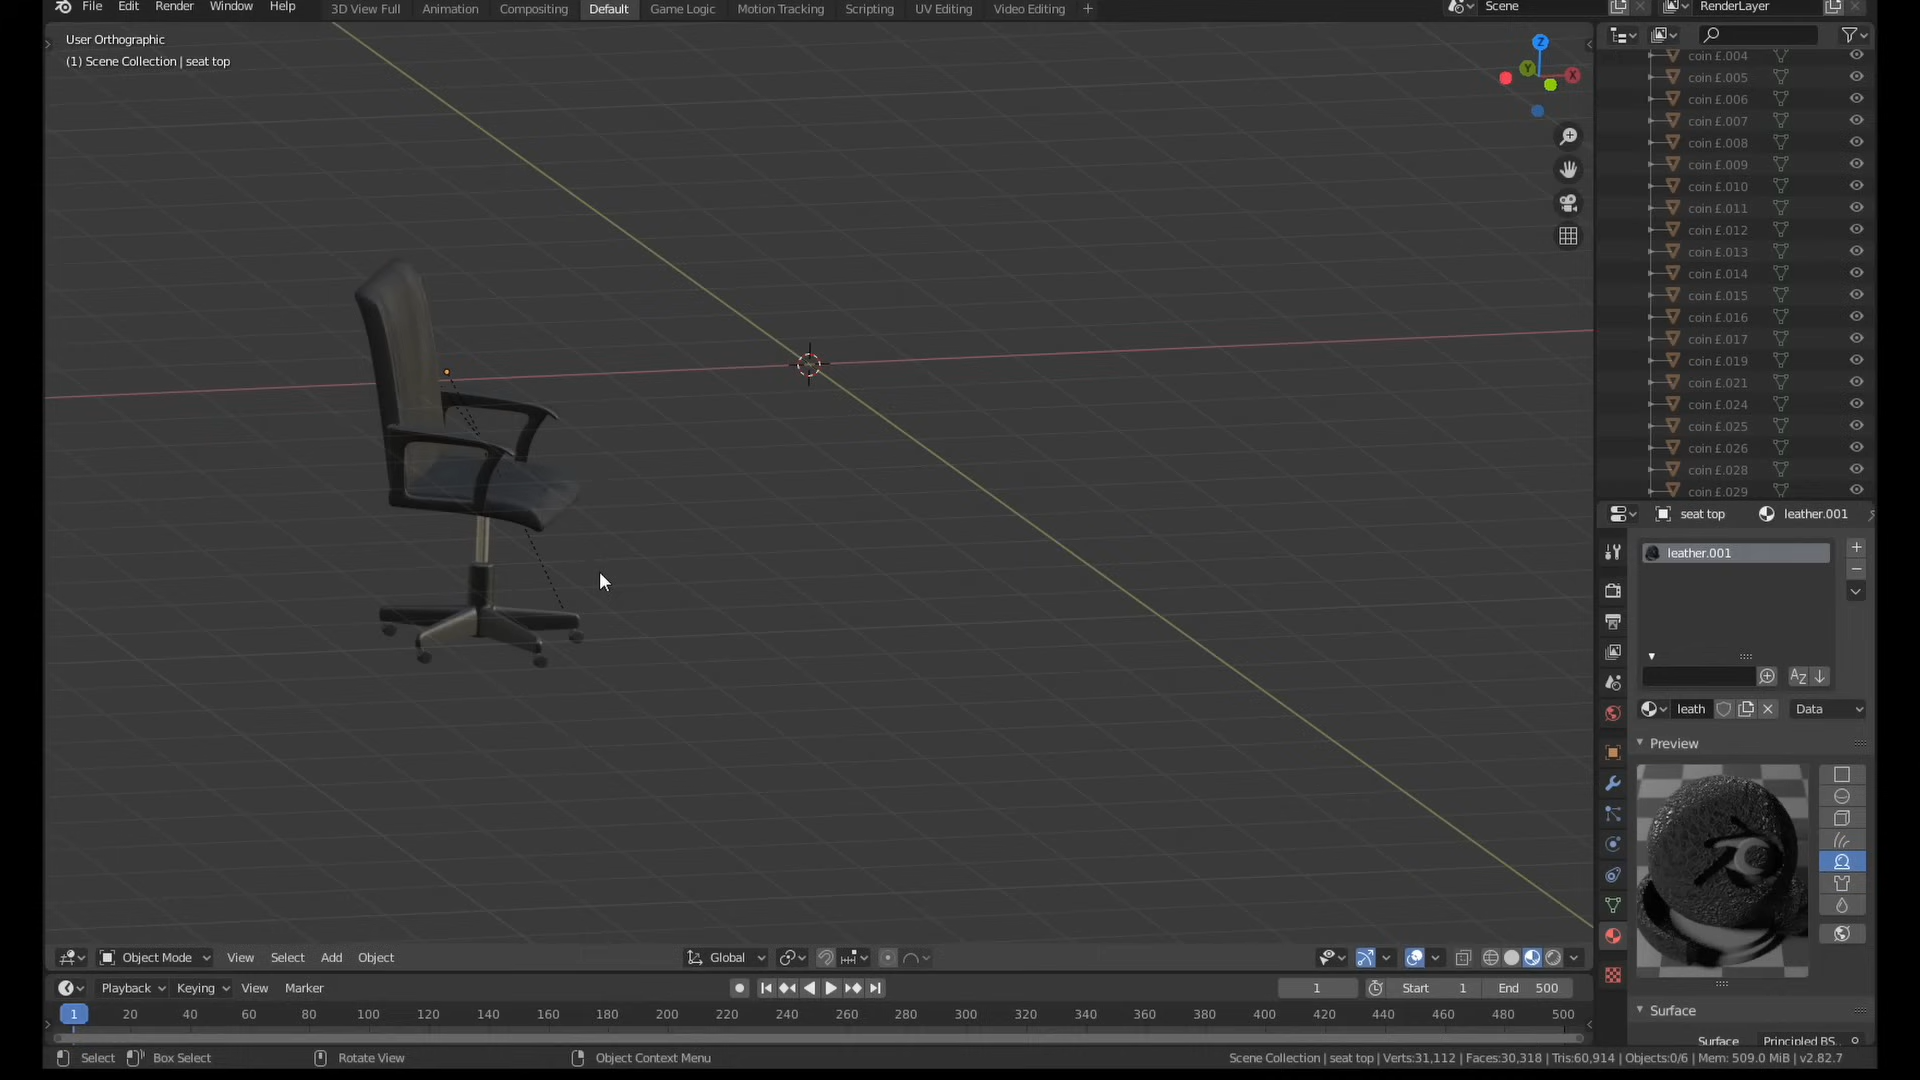 File Edit Render Window Help 3D View Full Animation Compositing Default Game Logic Motion Tracking Scripting UV Editing Video Editing + Scene RenderLayer
User Orthographic
(1) Scene Collection | seat top
Z
Y
X
coin £.004
coin £.005
coin £.006
coin £.007
coin £.008
coin £.009
coin £.010
coin £.011
coin £.012
coin £.013
coin £.014
coin £.015
coin £.016
coin £.017
coin £.019
coin £.021
coin £.024
coin £.025
coin £.026
coin £.028
coin £.029
seat top leather.001
leather.001
leath Data
Preview
Surface
Surface Principled BS..
Object Mode View Select Add Object Global
Playback Keying View Marker 1 Start 1 End 500
1 20 40 60 80 100 120 140 160 180 200 220 240 260 280 300 320 340 360 380 400 420 440 460 480 500
Select Box Select Rotate View Object Context Menu Scene Collection | seat top | Verts:31,112 | Faces:30,318 | Tris:60,914 | Objects:0/6 | Mem: 509.0 MiB | v2.82.7